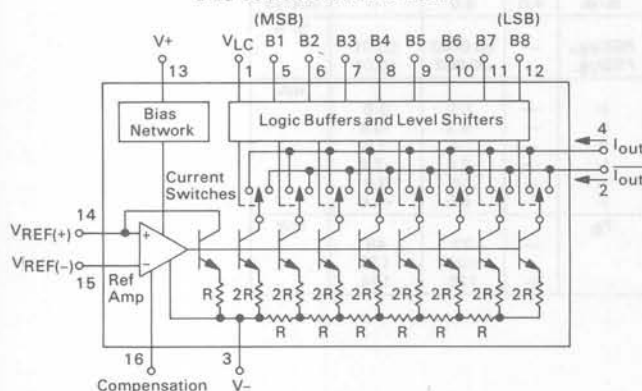 (MSB) (LSB)
V+ VLC B1 B2 B3 B4 B5 B6 B7 B8
13 1 5 6 7 8 9 10 11 12
Bias Network
Logic Buffers and Level Shifters
4
Iout
Iout
2
Current Switches
14
VREF(+)
+
VREF(−)
−
15
Ref Amp
R 2R 2R 2R 2R 2R 2R 2R 2R
R R R R R R
16 3
Compensation V−